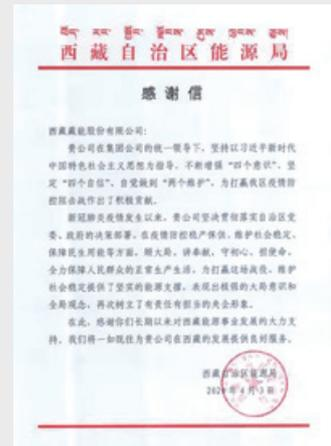 བོད་རང་སྐྱོང་ལྗོངས་ནུས་རྒྱུ་ཅུས།
西藏自治区能源局
感谢信
西藏藏能股份有限公司:
贵公司在集团公司的统一领导下，坚持以习近平新时代
中国特色社会主义思想为指导，不断增强“四个意识”、坚
定“四个自信”、自觉做到“两个维护”，为打赢我区疫情防
控阻击战作出了积极贡献。
新冠肺炎疫情发生以来，贵公司坚决贯彻落实自治区党
委、政府的决策部署，在疫情防控稳产保供、维护社会稳定、
保障民生用能等方面，顾大局、讲奉献，守初心、担使命，
全力保障人民群众的正常生产生活，为打赢这场战役、维护
社会稳定提供了坚实的能源支撑，表现出极强的大局意识和
全局观念，再次树立了有责任有担当的央企形象。
在此，感谢你们长期以来对西藏能源事业发展的大力支
持，我们将一如既往为贵公司在西藏的发展提供良好服务。
西藏自治区能源局
2020年4月3日